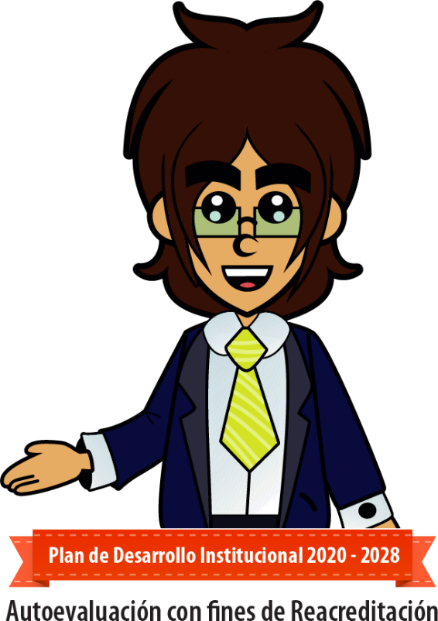 Plan de Desarrollo Institucional 2020 - 2028
Autoevaluación con fines de Reacreditación